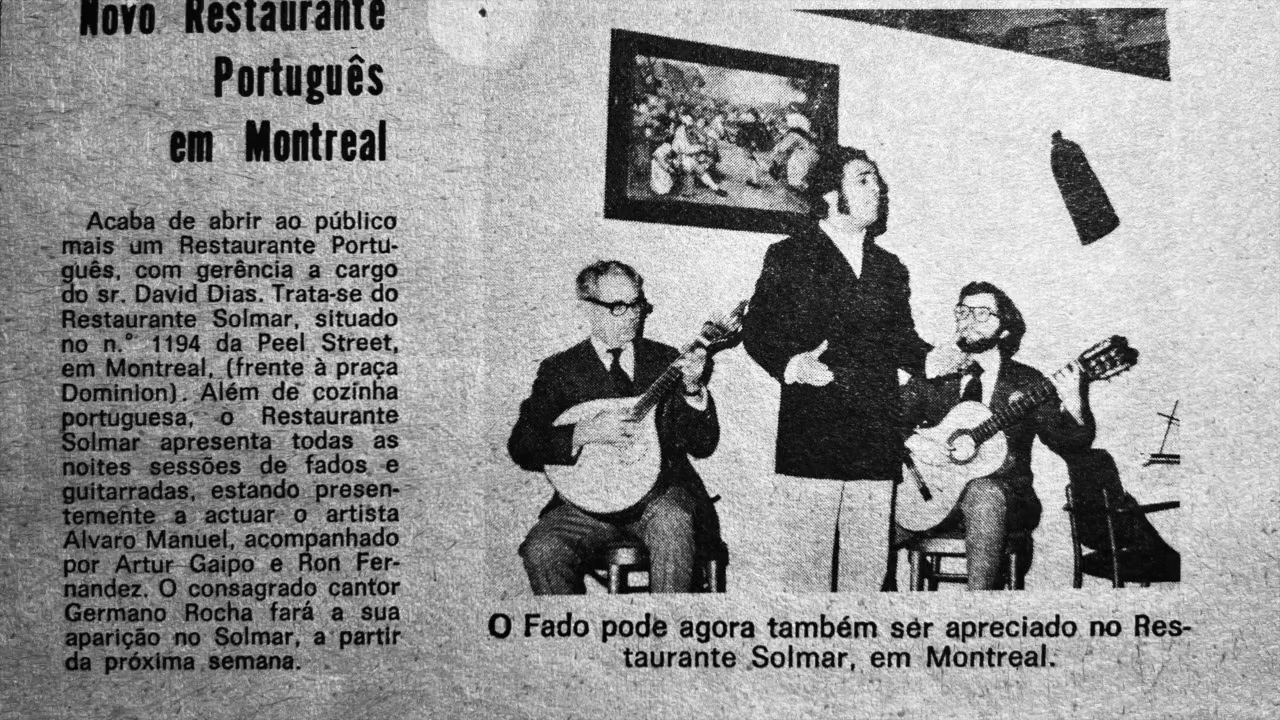 Novo Restaurante
Português
em Montreal
Acaba de abrir ao público
mais um Restaurante Portu-
guês, com gerência a cargo
do sr. David Dias. Trata-se do
Restaurante Solmar, situado
no n.° 1194 da Peel Street,
em Montreal, (frente à praça
Dominion). Além de cozinha
portuguesa, o Restaurante
Solmar apresenta todas as
noites sessões de fados e
guitarradas, estando presen-
temente a actuar o artista
Alvaro Manuel, acompanhado
por Artur Gaipo e Ron Fer-
nandez. O consagrado cantor
Germano Rocha fará a sua
aparição no Solmar, a partir
da próxima semana.
O Fado pode agora também ser apreciado no Res-
taurante Solmar, em Montreal.